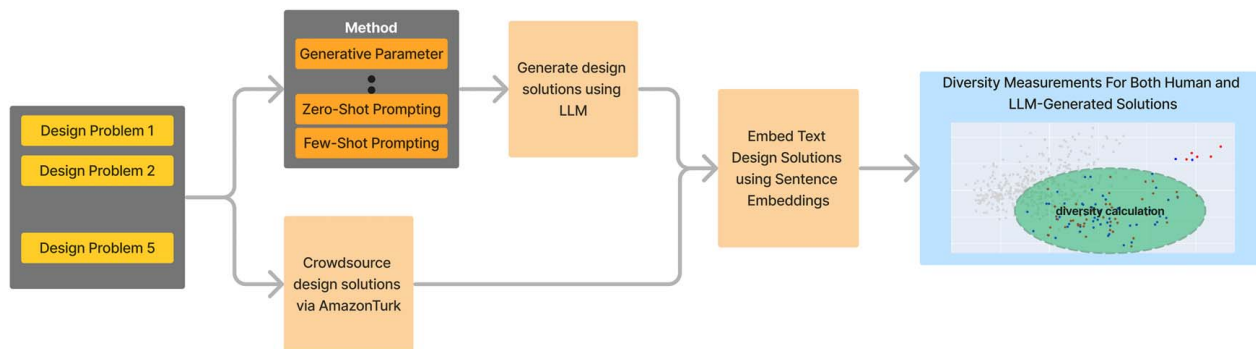 Design Problem 1
Design Problem 2
Design Problem 5
Method
Generative Parameter
Zero-Shot Prompting
Few-Shot Prompting
Generate design
solutions using
LLM
Crowdsource
design solutions
via AmazonTurk
Embed Text
Design Solutions
using Sentence
Embeddings
Diversity Measurements For Both Human and
LLM-Generated Solutions
diversity calculation